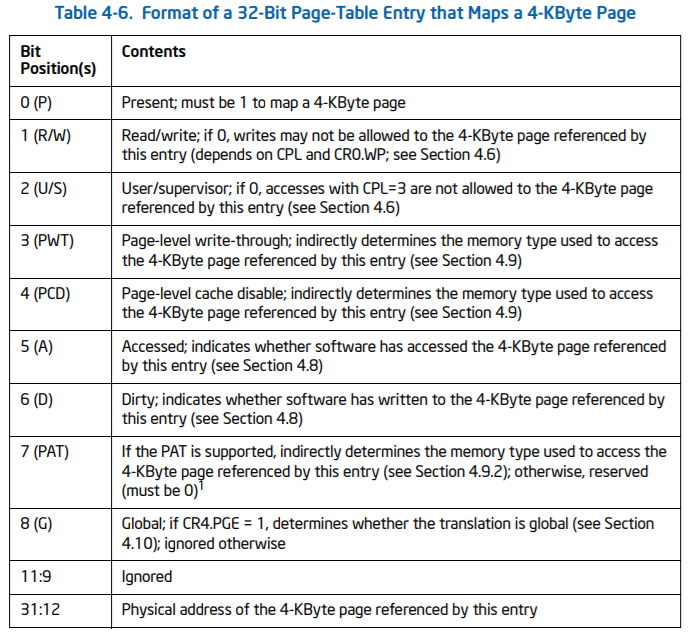 Table 4-6. Format of a 32-Bit Page-Table Entry that Maps a 4-KByte Page
Bit
Position(s)
Contents
0 (P)
Present; must be 1 to map a 4-KByte page
1 (R/W)
Read/write; if 0, writes may not be allowed to the 4-KByte page referenced by
this entry (depends on CPL and CR0.WP; see Section 4.6)
2 (U/S)
User/supervisor; if 0, accesses with CPL=3 are not allowed to the 4-KByte page
referenced by this entry (see Section 4.6)
3 (PWT)
Page-level write-through; indirectly determines the memory type used to access
the 4-KByte page referenced by this entry (see Section 4.9)
4 (PCD)
Page-level cache disable; indirectly determines the memory type used to access
the 4-KByte page referenced by this entry (see Section 4.9)
5 (A)
Accessed; indicates whether software has accessed the 4-KByte page referenced
by this entry (see Section 4.8)
6 (D)
Dirty; indicates whether software has written to the 4-KByte page referenced by
this entry (see Section 4.8)
7 (PAT)
If the PAT is supported, indirectly determines the memory type used to access the
4-KByte page referenced by this entry (see Section 4.9.2); otherwise, reserved
(must be 0)1
8 (G)
Global; if CR4.PGE = 1, determines whether the translation is global (see Section
4.10); ignored otherwise
11:9
Ignored
31:12
Physical address of the 4-KByte page referenced by this entry